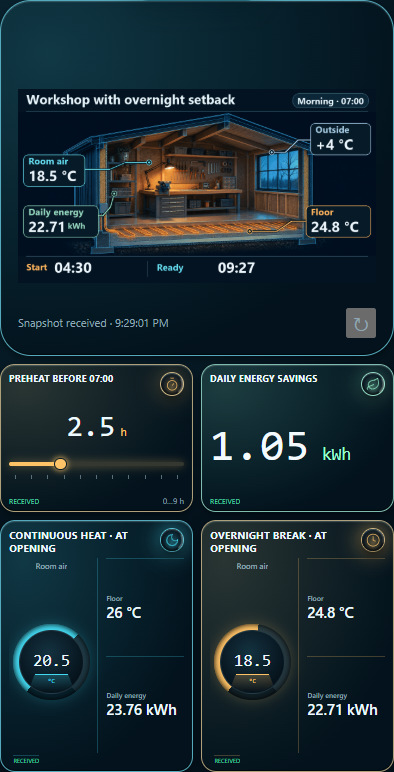 Workshop with overnight setback
Morning · 07:00
Outside
+4 °C
Room air
18.5 °C
Daily energy
22.71 kWh
Floor
24.8 °C
Start 04:30
Ready 09:27
Snapshot received · 9:29:01 PM
↻
PREHEAT BEFORE 07:00
2.5 h
RECEIVED
0...9 h
DAILY ENERGY SAVINGS
1.05 kWh
RECEIVED
CONTINUOUS HEAT · AT
OPENING
Room air
20.5
°C
Floor
26 °C
Daily energy
23.76 kWh
RECEIVED
OVERNIGHT BREAK · AT
OPENING
Room air
18.5
°C
Floor
24.8 °C
Daily energy
22.71 kWh
RECEIVED